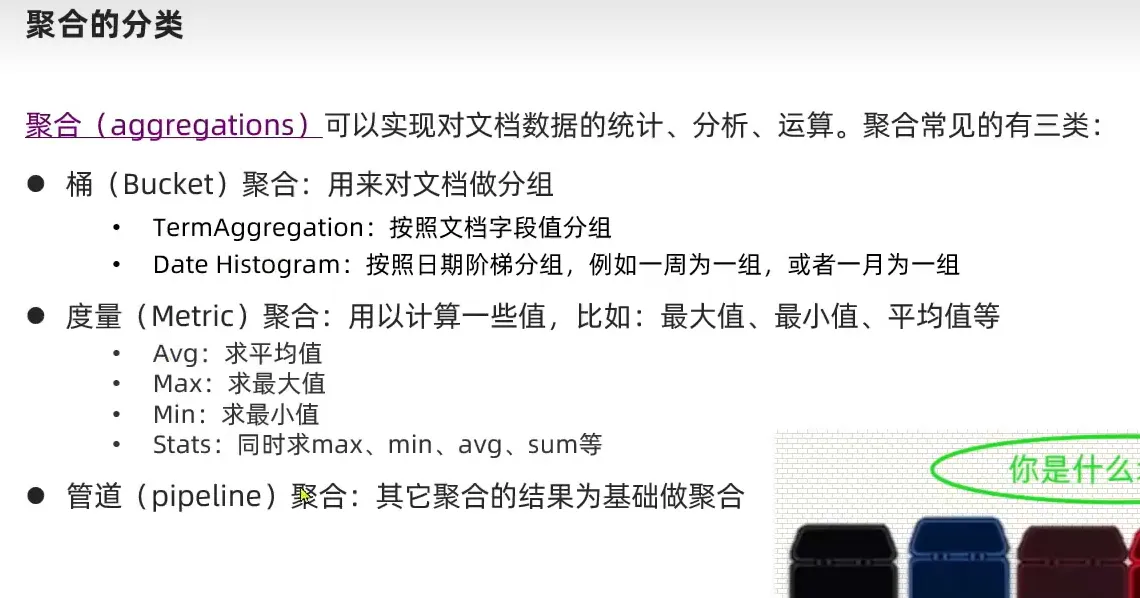 聚合的分类
聚合（aggregations）可以实现对文档数据的统计、分析、运算。聚合常见的有三类：
● 桶（Bucket）聚合：用来对文档做分组
• TermAggregation：按照文档字段值分组
• Date Histogram：按照日期阶梯分组，例如一周为一组，或者一月为一组
● 度量（Metric）聚合：用以计算一些值，比如：最大值、最小值、平均值等
• Avg：求平均值
• Max：求最大值
• Min：求最小值
• Stats：同时求max、min、avg、sum等
● 管道（pipeline）聚合：其它聚合的结果为基础做聚合
你是什么